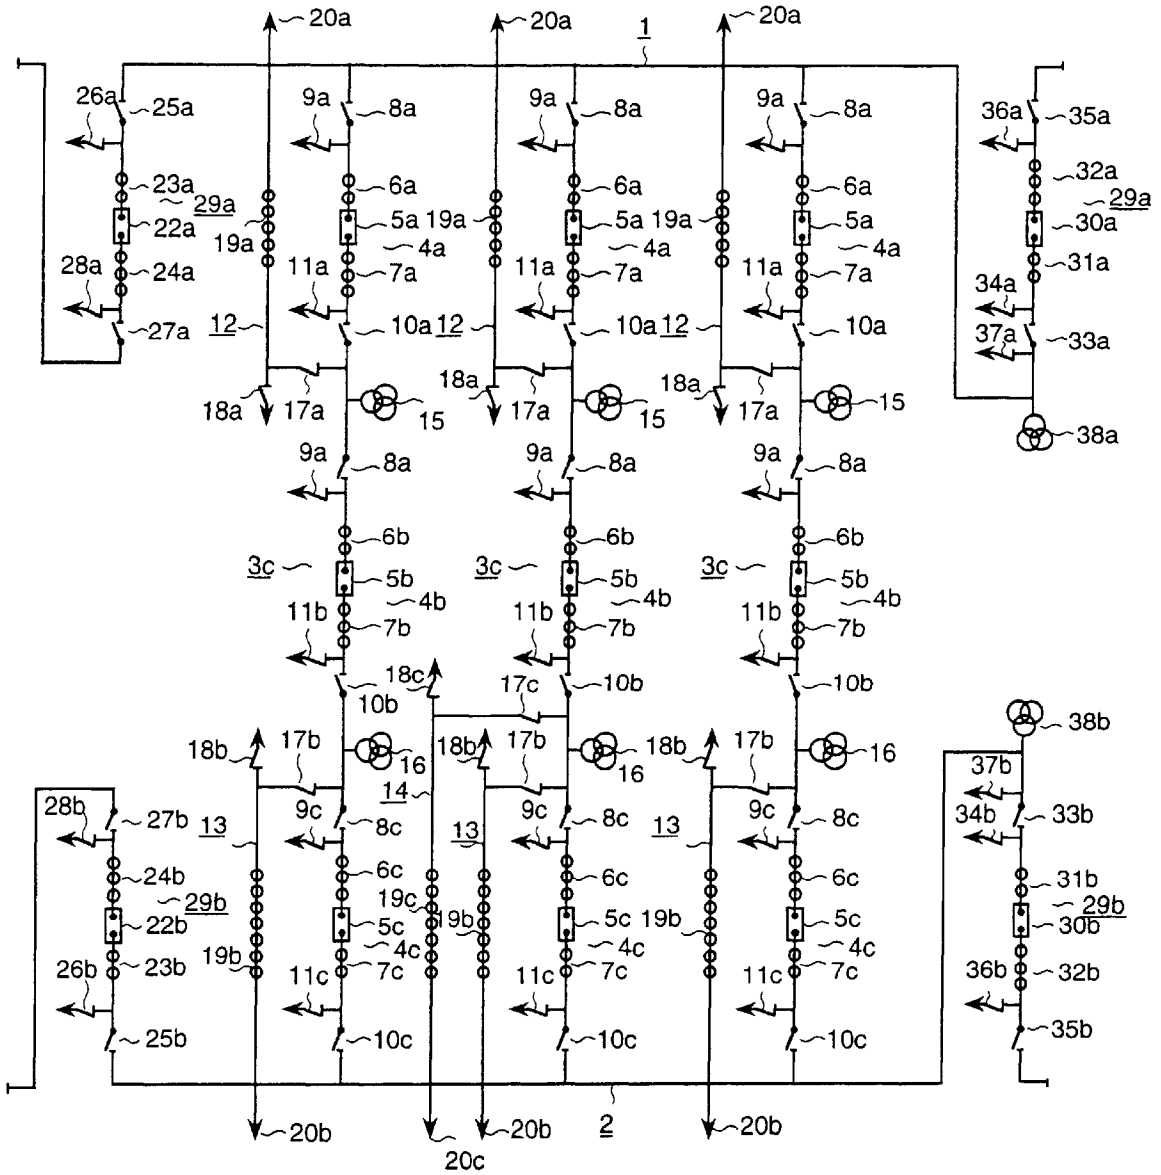 20a 20a 1 20a
26a 25a 9a 8a 9a 8a 9a 8a 36a 35a
23a 29a 6a 6a 6a 32a 29a
22a 19a 5a 4a 19a 5a 4a 19a 5a 4a 30a
28a 24a 11a 7a 11a 7a 11a 7a 31a
34a
27a 12 10a 12 10a 12 10a 37a 33a
18a 17a 15 18a 17a 15 18a 17a 15 38a
9a 8a 9a 8a 9a 8a
6b 6b 6b
3c 5b 3c 5b 3c 5b
4b 4b 4b
11b 7b 11b 7b 11b 7b
18c 17c
10b 10b 10b
38b
18b 17b 16 18b 17b 16 18b 17b 16
14 37b
28b 27b 13 9c 8c 13 9c 8c 13 9c 8c 34b 33b
24b 6c 6c 6c 31b
29b 19c 29b
22b 5c 19b 5c 19b 5c 30b
4c 4c 4c
19b 23b 7c 7c 7c 32b
26b 11c 11c 11c 36b
25b 10c 10c 10c 35b
20b 20c 20b 2 20b